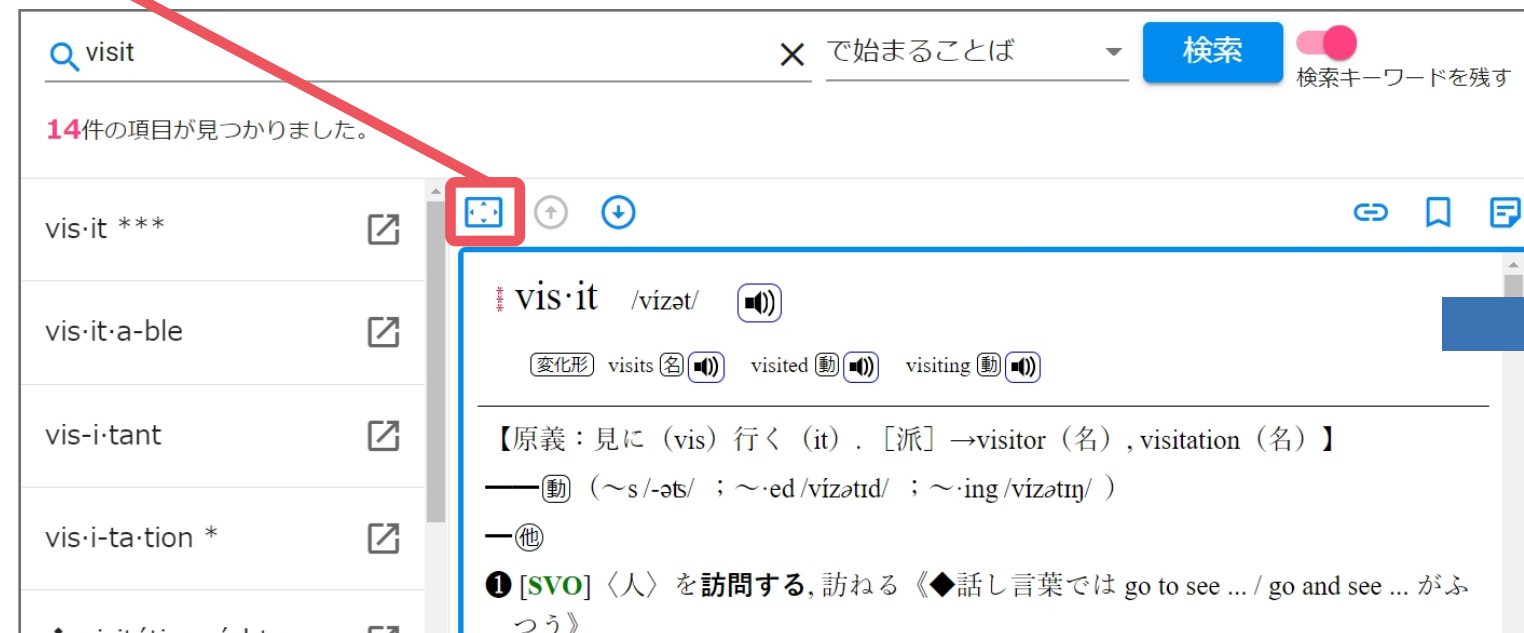 visit
で始まることば
検索
検索キーワードを残す
14件の項目が見つかりました。
vis·it ***
vis·it·a-ble
vis-i·tant
vis·i-ta·tion *
vis·it /vízət/
変化形 visits 名 visited 動 visiting 動
【原義：見に（vis）行く（it）.［派］→visitor（名）, visitation（名）】
━━動 （～s /-əts/ ；～·ed /vízətɪd/ ；～·ing /vízətɪŋ/ ）
━他
❶ [SVO]〈人〉を訪問する, 訪ねる《◆話し言葉では go to see ... / go and see ... がふ
つう》